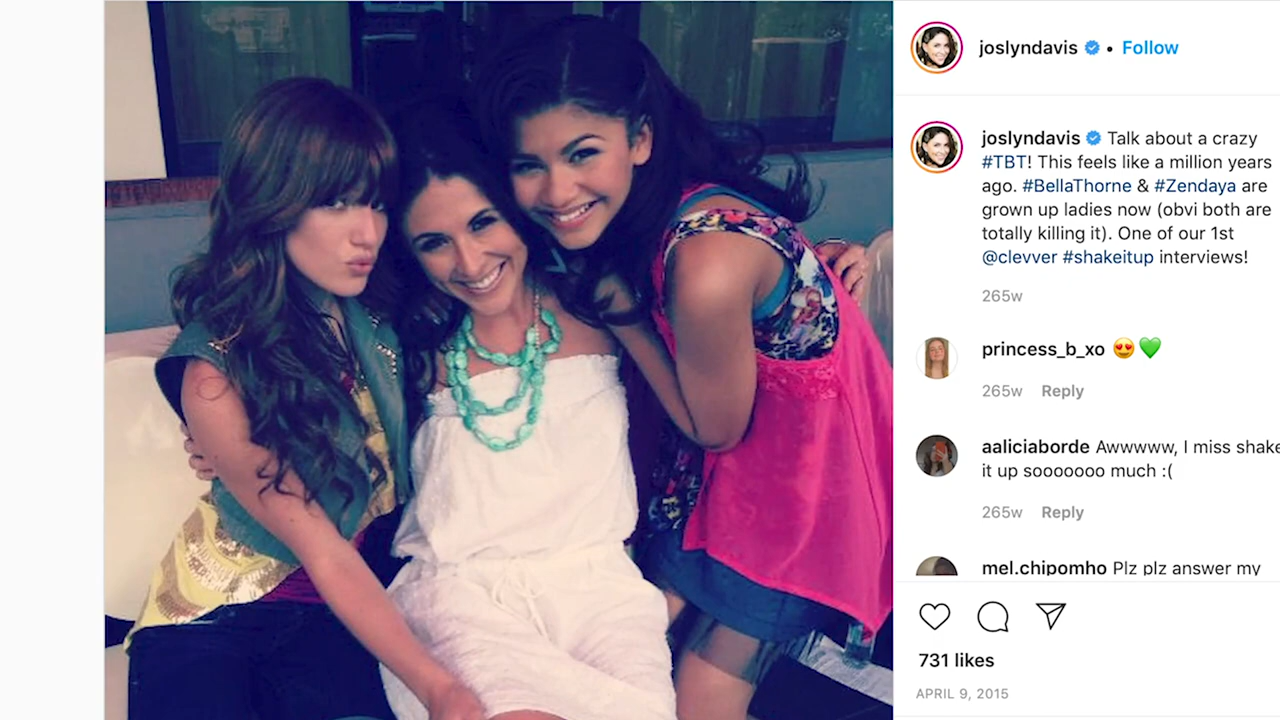 joslyndavis • Follow
joslyndavis Talk about a crazy
#TBT! This feels like a million years
ago. #BellaThorne & #Zendaya are
grown up ladies now (obvi both are
totally killing it). One of our 1st
@clevver #shakeitup interviews!
265w
princess_b_xo 😍💚
265w Reply
aaliciaborde Awwwww, I miss shake
it up sooooooo much :(
265w Reply
mel.chipomho Plz plz answer my
731 likes
APRIL 9, 2015